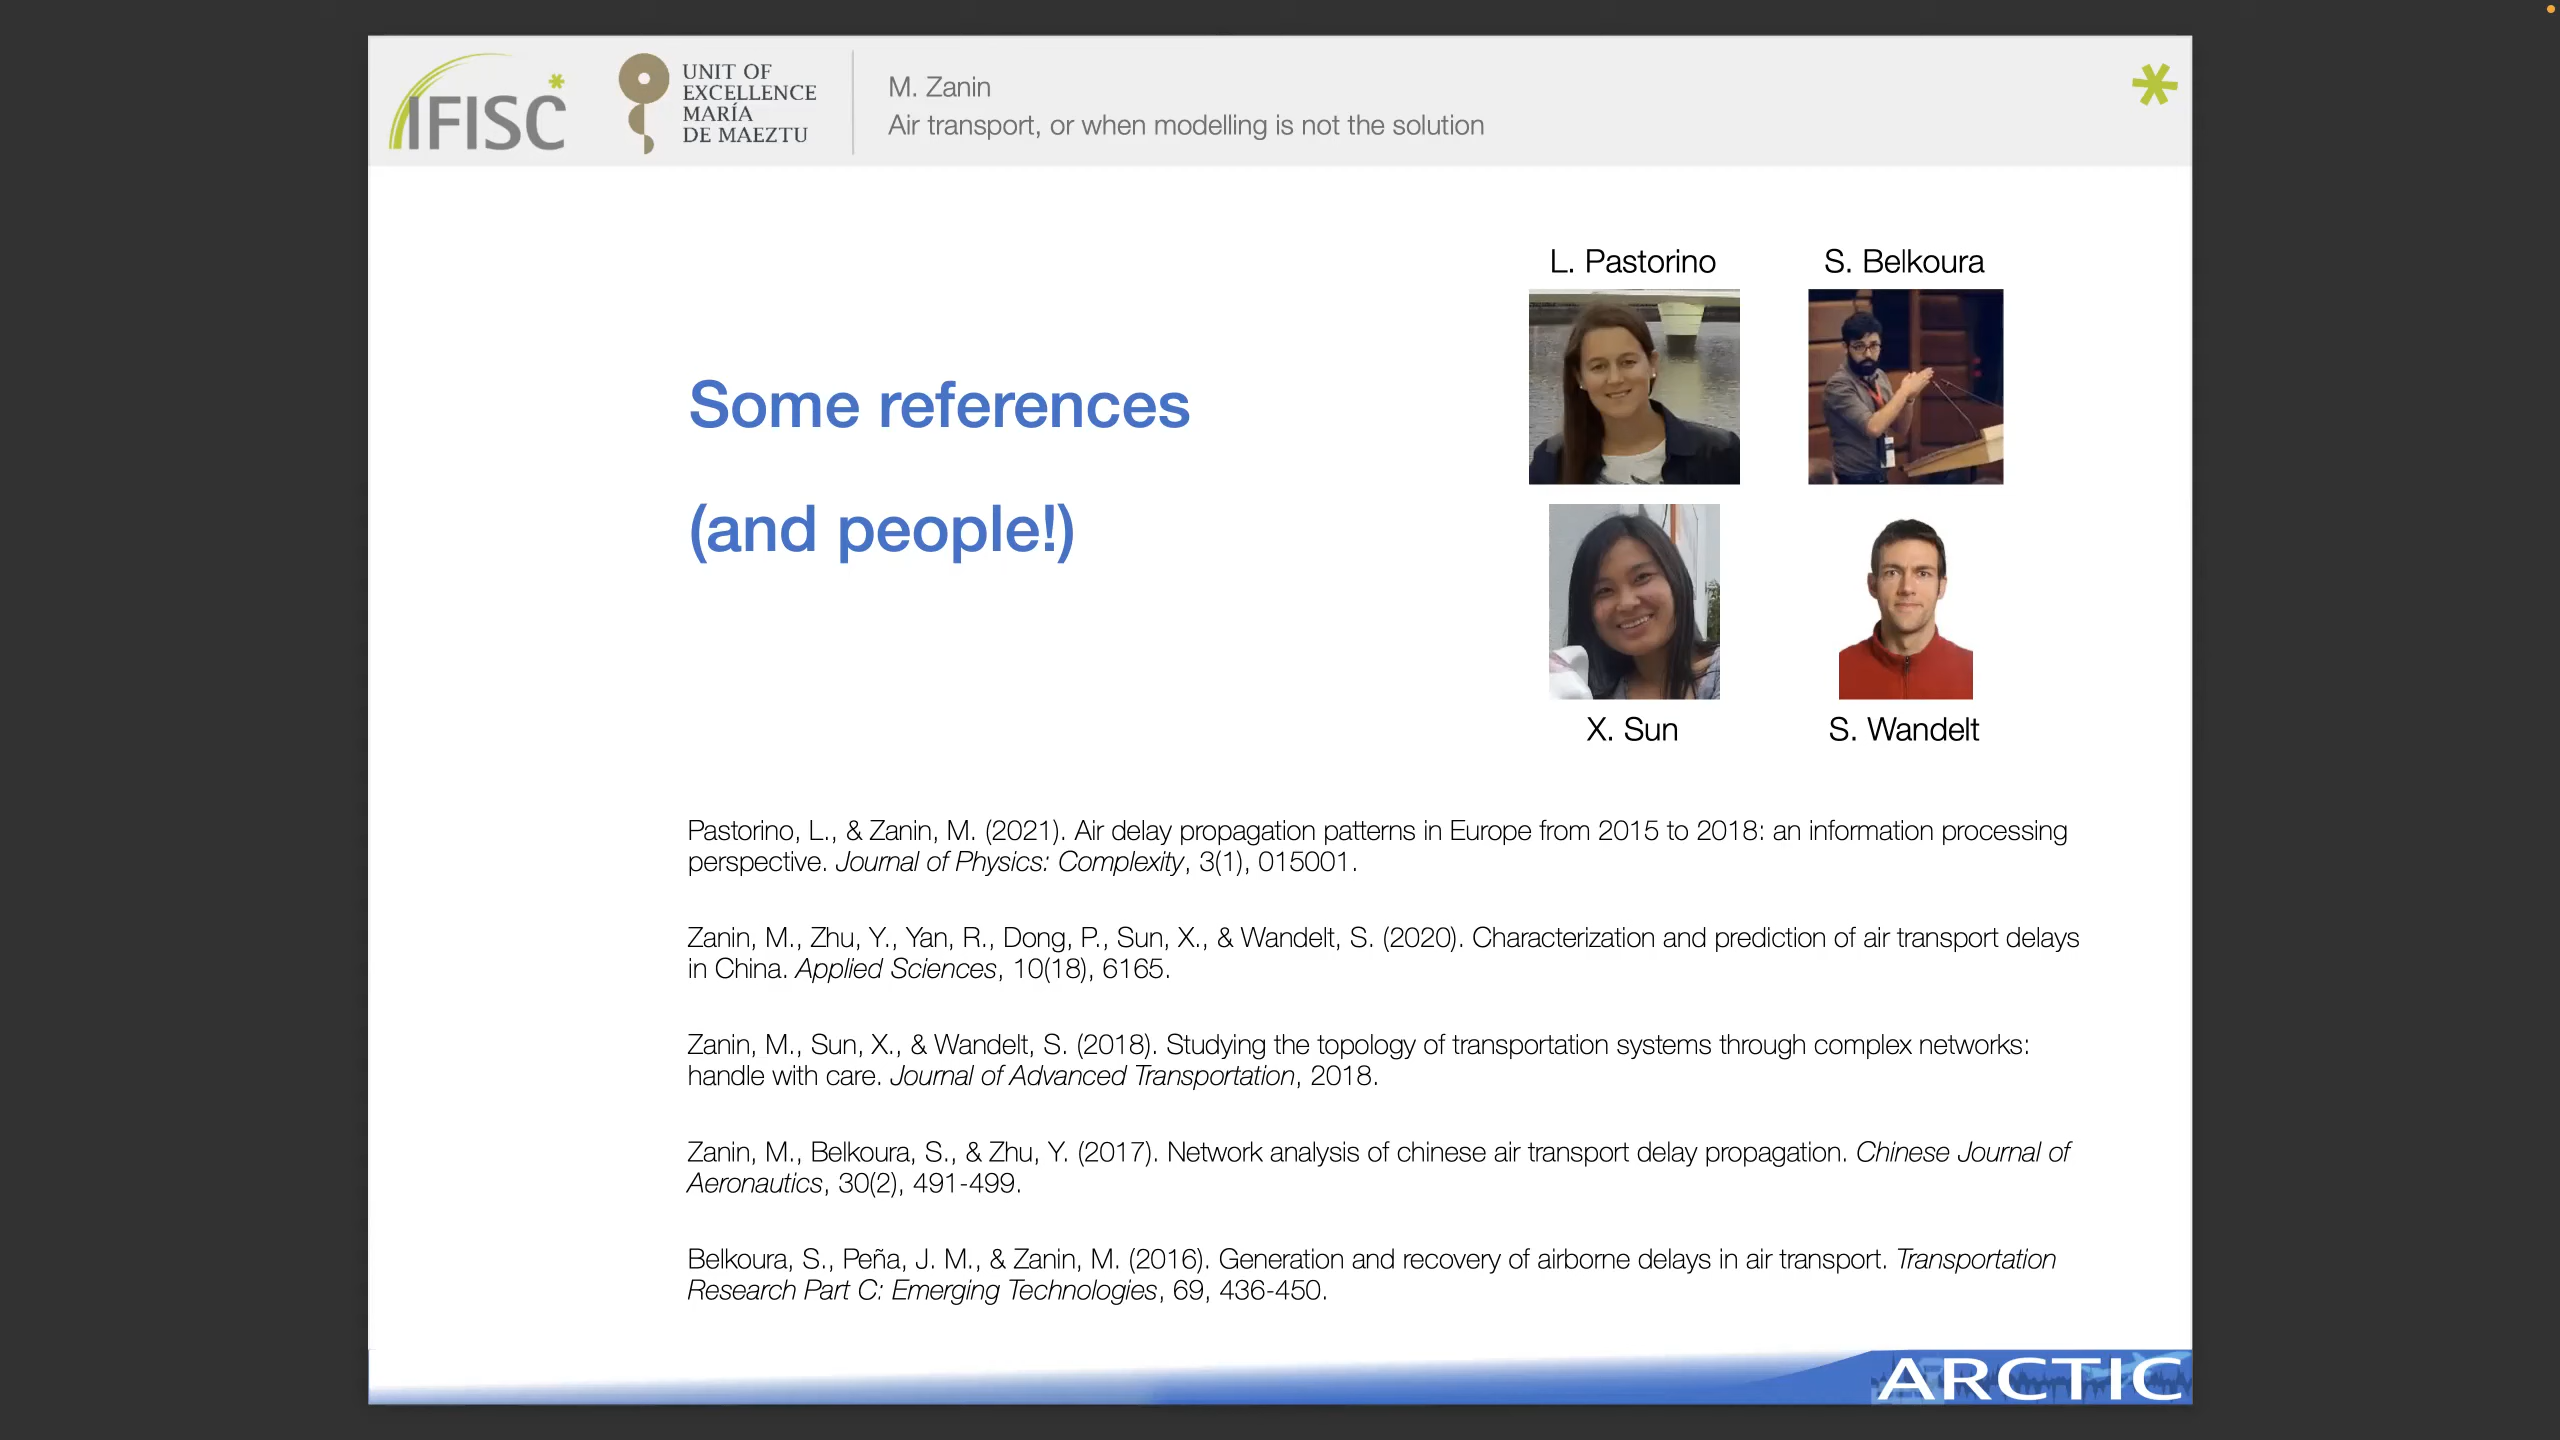 IFISC
UNIT OF
EXCELLENCE
MARÍA
DE MAEZTU
M. Zanin
Air transport, or when modelling is not the solution
L. Pastorino
S. Belkoura
Some references
(and people!)
X. Sun
S. Wandelt
Pastorino, L., & Zanin, M. (2021). Air delay propagation patterns in Europe from 2015 to 2018: an information processing
perspective. Journal of Physics: Complexity, 3(1), 015001.
Zanin, M., Zhu, Y., Yan, R., Dong, P., Sun, X., & Wandelt, S. (2020). Characterization and prediction of air transport delays
in China. Applied Sciences, 10(18), 6165.
Zanin, M., Sun, X., & Wandelt, S. (2018). Studying the topology of transportation systems through complex networks:
handle with care. Journal of Advanced Transportation, 2018.
Zanin, M., Belkoura, S., & Zhu, Y. (2017). Network analysis of chinese air transport delay propagation. Chinese Journal of
Aeronautics, 30(2), 491-499.
Belkoura, S., Peña, J. M., & Zanin, M. (2016). Generation and recovery of airborne delays in air transport. Transportation
Research Part C: Emerging Technologies, 69, 436-450.
ARCTIC